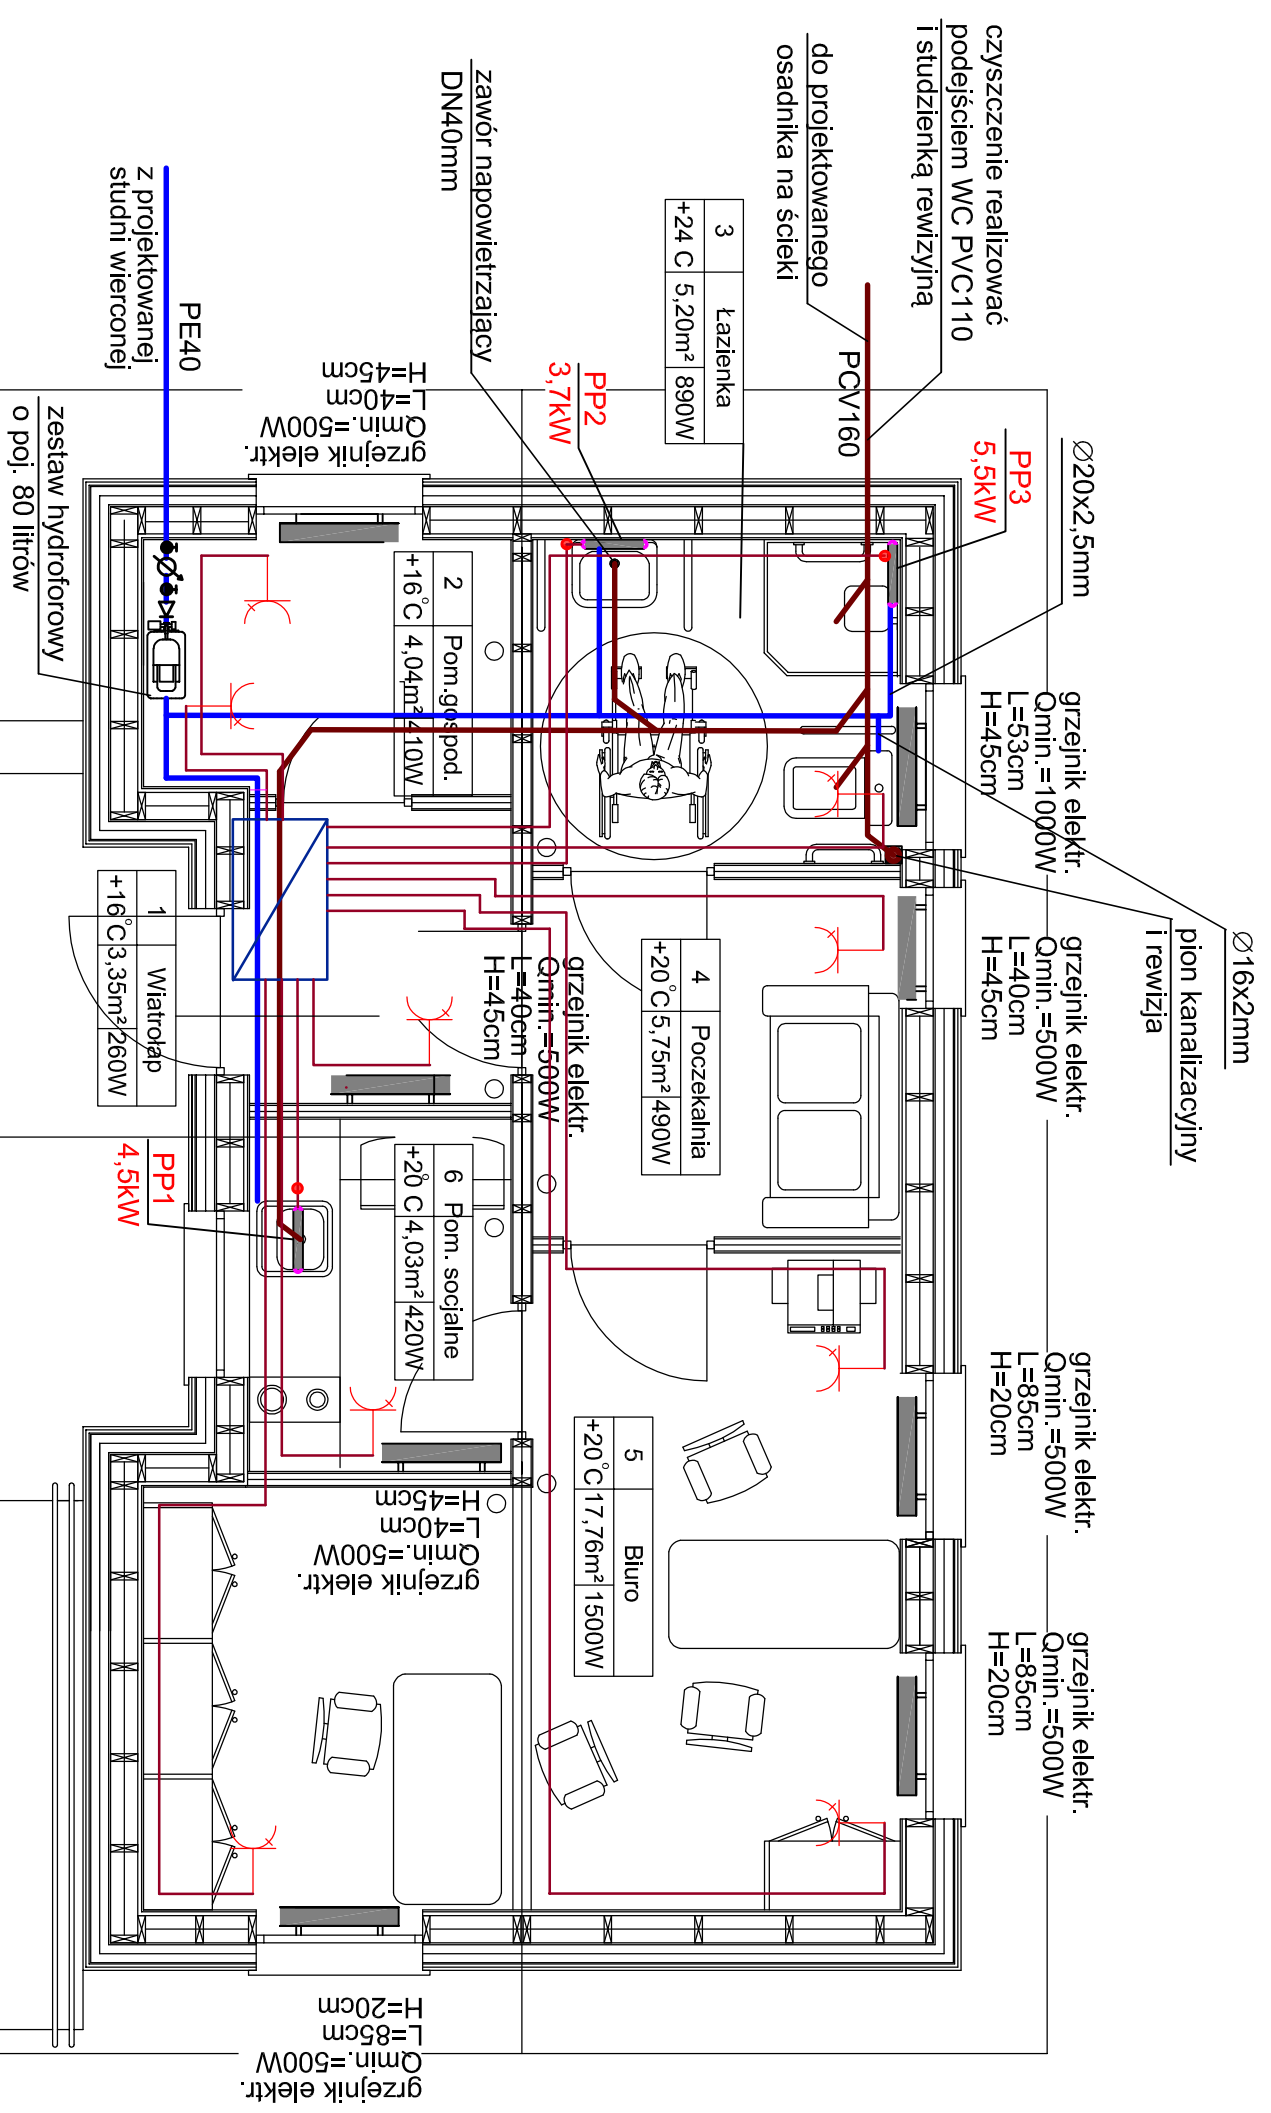 czyszczenie realizować
podejściem WC PVC110
i studzienką rewizyjną
do projektowanego
osadnika na ścieki
PCV160
zawór napowietrzający
DN40mm
3 Łazienka
+24°C 5,20m² 890W
PP2
3,7kW
PP3
5,5kW
Ø20x2,5mm
Ø16x2mm
pion kanalizacyjny
i rewizja
grzejnik elektr.
Qmin.=1000W
L=53cm
H=45cm
grzejnik elektr.
Qmin.=500W
L=40cm
H=45cm
grzejnik elektr.
Qmin.=500W
L=85cm
H=20cm
grzejnik elektr.
Qmin.=500W
L=85cm
H=20cm
PE40
z projektowanej
studni wierconej
zestaw hydroforowy
o poj. 80 litrów
grzejnik elektr.
Qmin.=500W
L=40cm
H=45cm
2 Pom.gospod.
+16°C 4,04m² 410W
1 Wiatrołap
+16°C 3,35m² 260W
grzejnik elektr.
Qmin.=500W
L=40cm
H=45cm
4 Poczekalnia
+20°C 5,75m² 490W
PP1
4,5kW
6 Pom. socjalne
+20°C 4,03m² 420W
grzejnik elektr.
Qmin.=500W
L=40cm
H=45cm
5 Biuro
+20°C 17,76m² 1500W
grzejnik elektr.
Qmin.=500W
L=85cm
H=20cm